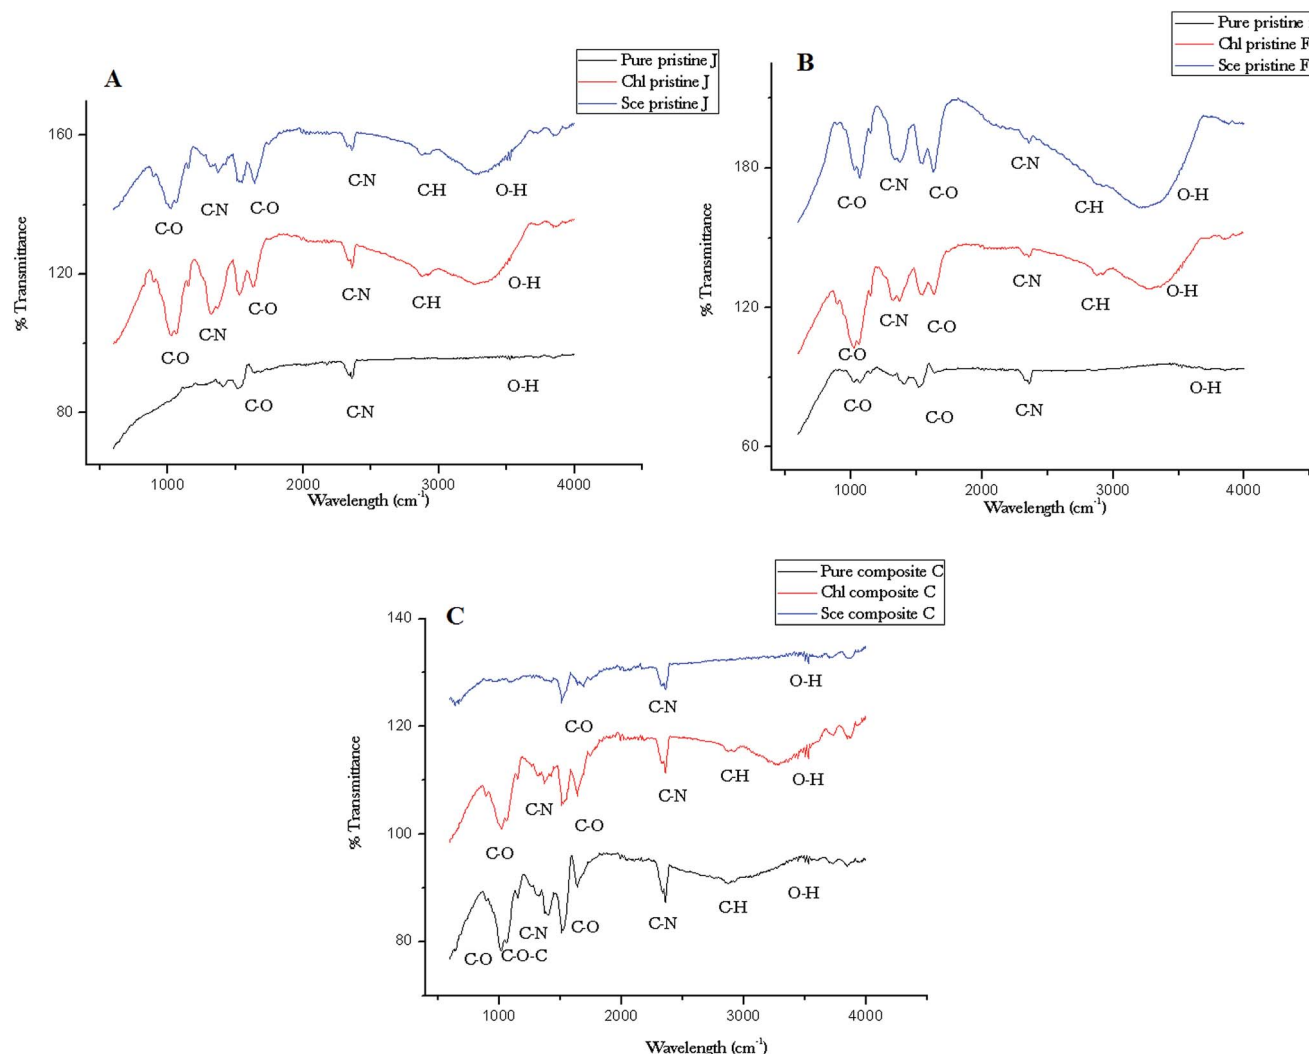 A
Pure pristine J
Chl pristine J
Sce pristine J
% Transmittance
160
120
80
C-O
C-N
C-O
C-N
C-H
O-H
C-O
C-N
C-O
C-N
C-H
O-H
C-O
C-N
O-H
1000
2000
3000
4000
Wavelength (cm⁻¹)
B
Pure pristine
Chl pristine F
Sce pristine F
% Transmittance
180
120
60
C-O
C-N
C-O
C-N
C-H
O-H
C-O
C-N
C-O
C-N
C-H
O-H
C-O
C-O
C-N
O-H
1000
2000
3000
4000
Wavelength (cm⁻¹)
C
Pure composite C
Chl composite C
Sce composite C
% Transmittance
140
120
100
80
C-O
C-N
O-H
C-O
C-N
C-O
C-N
C-H
O-H
C-O
C-O-C
C-N
C-O
C-N
C-H
O-H
1000
2000
3000
4000
Wavelength (cm⁻¹)